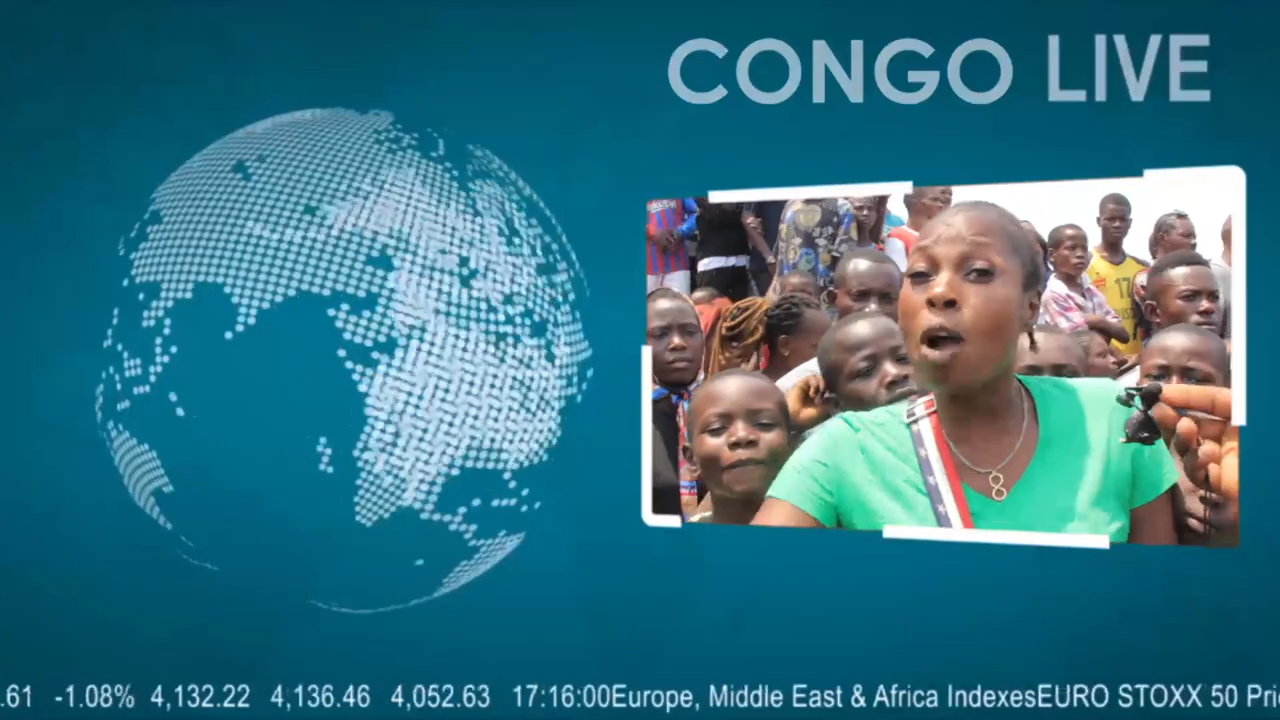 CONGO LIVE
17
.61 -1.08% 4,132.22 4,136.46 4,052.63 17:16:00Europe, Middle East & Africa IndexesEURO STOXX 50 Pri